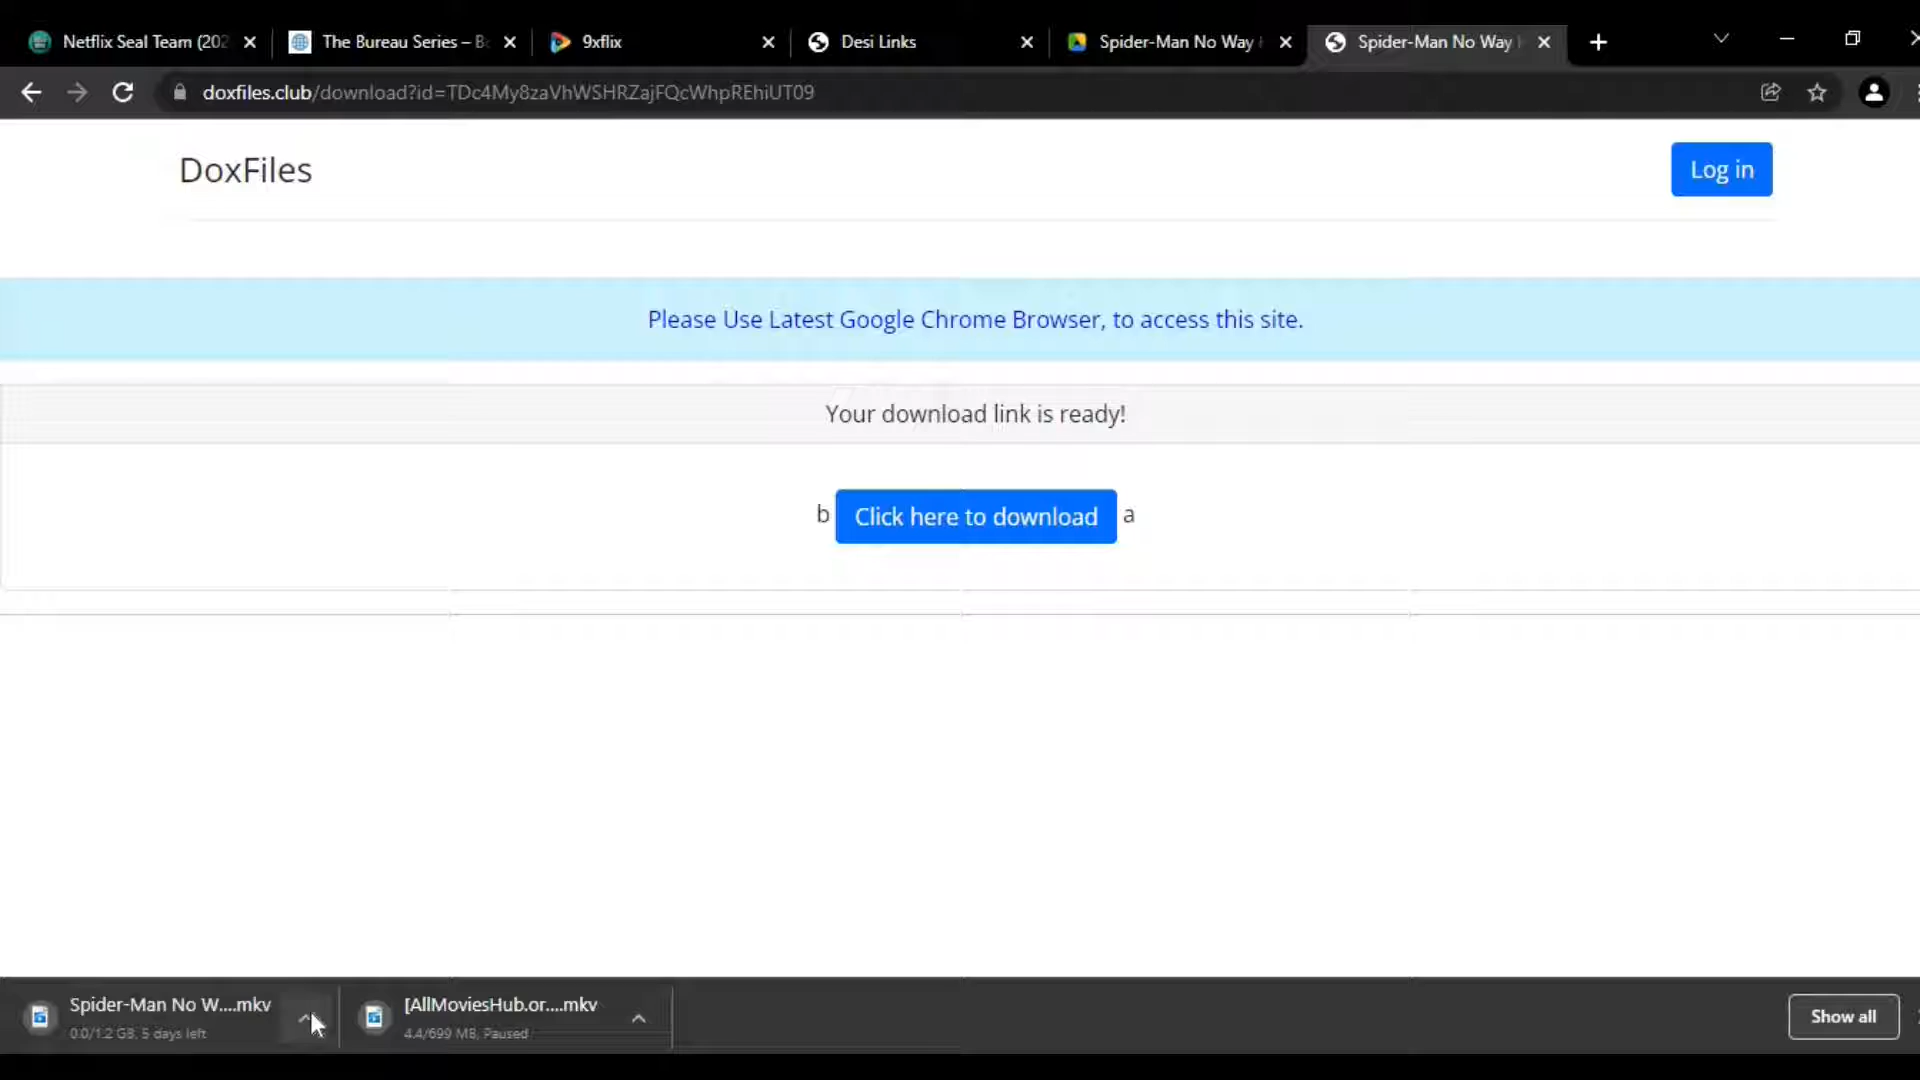 Netflix Seal Team (202
The Bureau Series – B
9xflix
Desi Links
Spider-Man No Way
Spider-Man No Way
doxfiles.club/download?id=TDc4My8zaVhWSHRZajFQcWhpREhiUT09
DoxFiles
Log in
Please Use Latest Google Chrome Browser, to access this site.
Your download link is ready!
b Click here to download a
Spider-Man No W....mkv
0.0/1.2 GB, 5 days left
[AllMoviesHub.or....mkv
4.4/699 MB, Paused
Show all